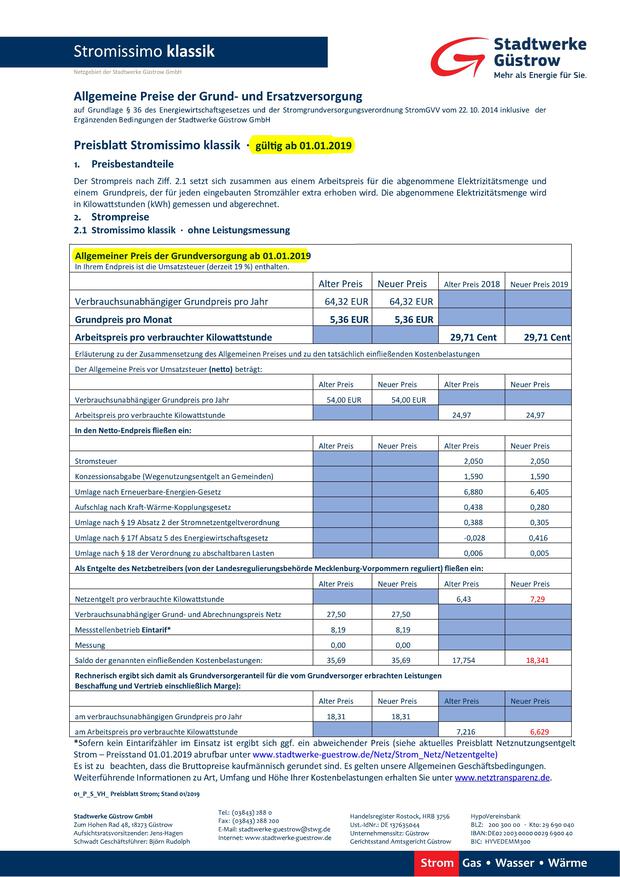 Stromissimo klassik
Netzgebiet der Stadtwerke Güstrow GmbH
Stadtwerke
Güstrow
Mehr als Energie für Sie.
Allgemeine Preise der Grund- und Ersatzversorgung
auf Grundlage § 36 des Energiewirtschaftsgesetzes und der Stromgrundversorgungsverordnung StromGVV vom 22. 10. 2014 inklusive der
Ergänzenden Bedingungen der Stadtwerke Güstrow GmbH
Preisblatt Stromissimo klassik · gültig ab 01.01.2019
1. Preisbestandteile
Der Strompreis nach Ziff. 2.1 setzt sich zusammen aus einem Arbeitspreis für die abgenommene Elektrizitätsmenge und
einem Grundpreis, der für jeden eingebauten Stromzähler extra erhoben wird. Die abgenommene Elektrizitätsmenge wird
in Kilowattstunden (kWh) gemessen und abgerechnet.
2. Strompreise
2.1 Stromissimo klassik · ohne Leistungsmessung
Allgemeiner Preis der Grundversorgung ab 01.01.2019
In Ihrem Endpreis ist die Umsatzsteuer (derzeit 19 %) enthalten.
Alter Preis Neuer Preis Alter Preis 2018 Neuer Preis 2019
Verbrauchsunabhängiger Grundpreis pro Jahr 64,32 EUR 64,32 EUR
Grundpreis pro Monat 5,36 EUR 5,36 EUR
Arbeitspreis pro verbrauchter Kilowattstunde 29,71 Cent 29,71 Cent
Erläuterung zu der Zusammensetzung des Allgemeinen Preises und zu den tatsächlich einfließenden Kostenbelastungen
Der Allgemeine Preis vor Umsatzsteuer (netto) beträgt:
Alter Preis Neuer Preis Alter Preis Neuer Preis
Verbrauchsunabhängiger Grundpreis pro Jahr 54,00 EUR 54,00 EUR
Arbeitspreis pro verbrauchte Kilowattstunde 24,97 24,97
In den Netto-Endpreis fließen ein:
Alter Preis Neuer Preis Alter Preis Neuer Preis
Stromsteuer 2,050 2,050
Konzessionsabgabe (Wegenutzungsentgelt an Gemeinden) 1,590 1,590
Umlage nach Erneuerbare-Energien-Gesetz 6,880 6,405
Aufschlag nach Kraft-Wärme-Kopplungsgesetz 0,438 0,280
Umlage nach § 19 Absatz 2 der Stromnetzentgeltverordnung 0,388 0,305
Umlage nach § 17f Absatz 5 des Energiewirtschaftsgesetz -0,028 0,416
Umlage nach § 18 der Verordnung zu abschaltbaren Lasten 0,006 0,005
Als Entgelte des Netzbetreibers (von der Landesregulierungsbehörde Mecklenburg-Vorpommern reguliert) fließen ein:
Alter Preis Neuer Preis Alter Preis Neuer Preis
Netzentgelt pro verbrauchte Kilowattstunde 6,43 7,29
Verbrauchsunabhängiger Grund- und Abrechnungspreis Netz 27,50 27,50
Messstellenbetrieb Eintarif* 8,19 8,19
Messung 0,00 0,00
Saldo der genannten einfließenden Kostenbelastungen: 35,69 35,69 17,754 18,341
Rechnerisch ergibt sich damit als Grundversorgeranteil für die vom Grundversorger erbrachten Leistungen
Beschaffung und Vertrieb einschließlich Marge):
Alter Preis Neuer Preis Alter Preis Neuer Preis
am verbrauchsunabhängigen Grundpreis pro Jahr 18,31 18,31
am Arbeitspreis pro verbrauchte Kilowattstunde 7,216 6,629
*Sofern kein Eintarifzähler im Einsatz ist ergibt sich ggf. ein abweichender Preis (siehe aktuelles Preisblatt Netznutzungsentgelt
Strom – Preisstand 01.01.2019 abrufbar unter www.stadtwerke-guestrow.de/Netz/Strom_Netz/Netzentgelte)
Es ist zu beachten, dass die Bruttopreise kaufmännisch gerundet sind. Es gelten unsere Allgemeinen Geschäftsbedingungen.
Weiterführende Informationen zu Art, Umfang und Höhe Ihrer Kostenbelastungen erhalten Sie unter www.netztransparenz.de.
01_P_S_VH_ Preisblatt Strom; Stand 01/2019
Stadtwerke Güstrow GmbH
Zum Hohen Rad 48, 18273 Güstrow
Aufsichtsratsvorsitzender: Jens-Hagen
Schwadt Geschäftsführer: Björn Rudolph
Tel.: (03843) 288 0
Fax: (03843) 288 200
E-Mail: stadtwerke-guestrow@stwg.de
Internet: www.stadtwerke-guestrow.de
Handelsregister Rostock, HRB 3756
Ust.-IdNr.: DE 137635044
Unternehmenssitz: Güstrow
Gerichtsstand Amtsgericht Güstrow
HypoVereinsbank
BLZ: 200 300 00 · Kto: 29 690 040
IBAN: DE02 2003 0000 0029 6900 40
BIC: HYVEDEMM300
Strom Gas • Wasser • Wärme